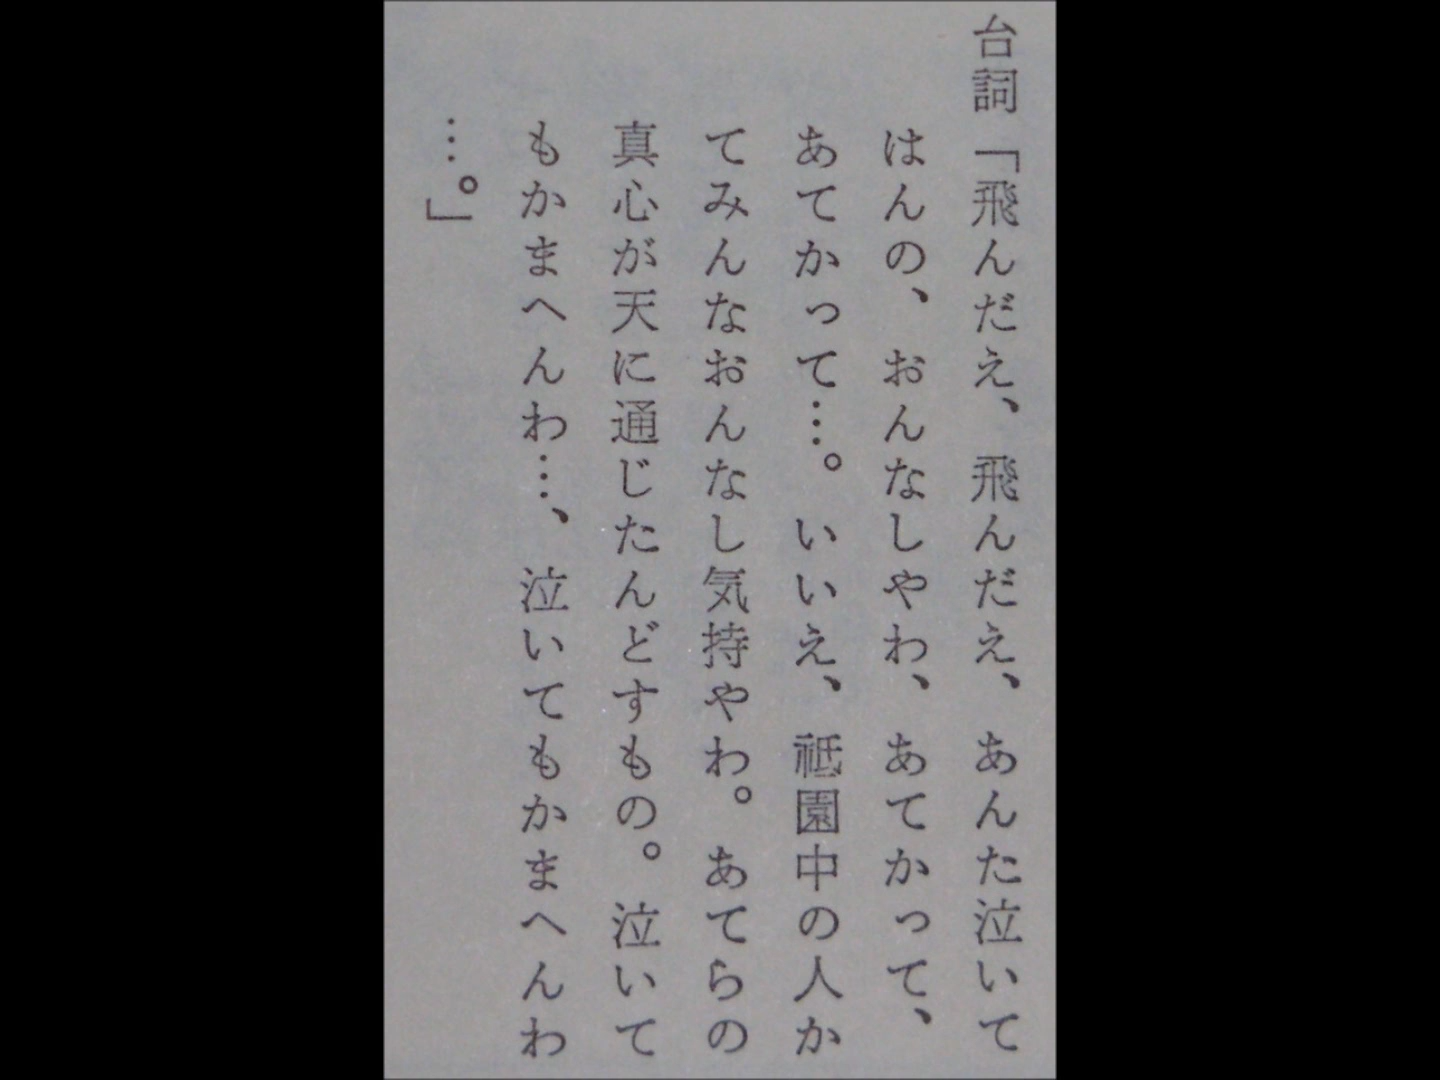 台詞「飛んだえ、飛んだえ、あんた泣いて
はんの、おんなしやわ、あてかって、
あてかって…。いいえ、祇園中の人か
てみんなおんなし気持やわ。あてらの
真心が天に通じたんどすもの。泣いて
もかまへんわ…、泣いてもかまへんわ
…。」